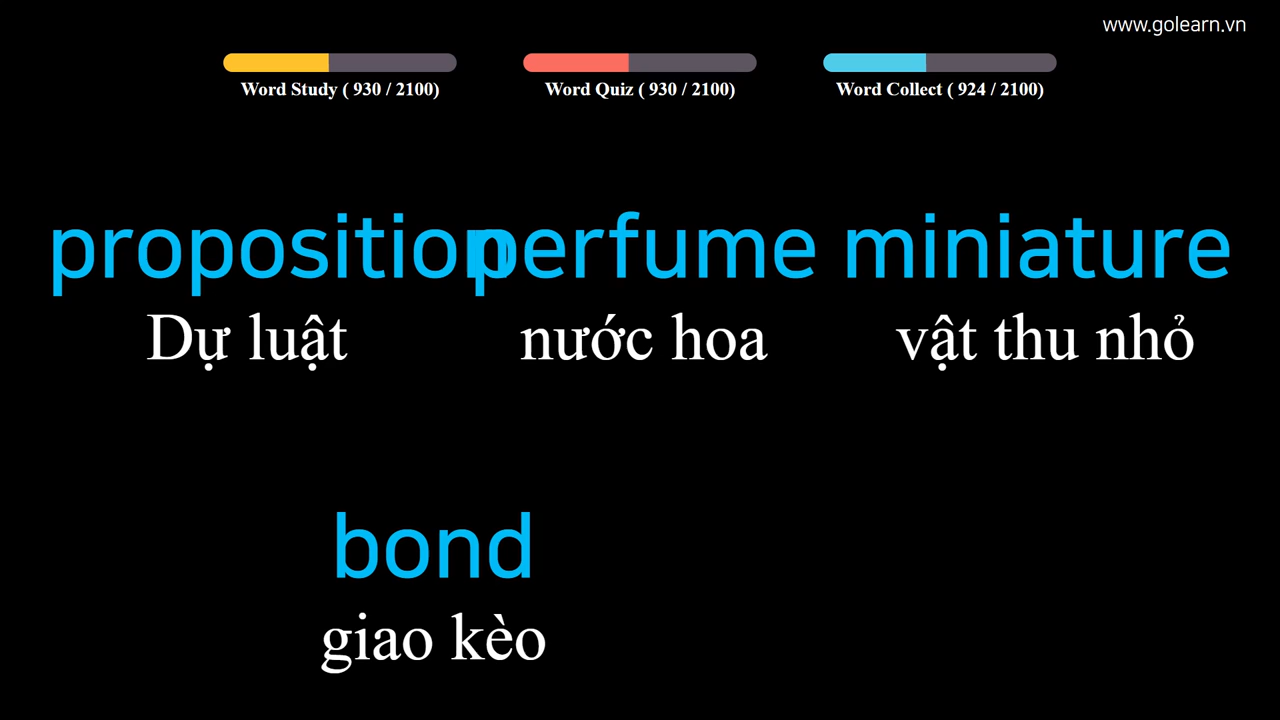 www.golearn.vn
Word Study ( 930 / 2100) Word Quiz ( 930 / 2100) Word Collect ( 924 / 2100)
proposition perfume miniature
Dự luật nước hoa vật thu nhỏ
bond
giao kèo